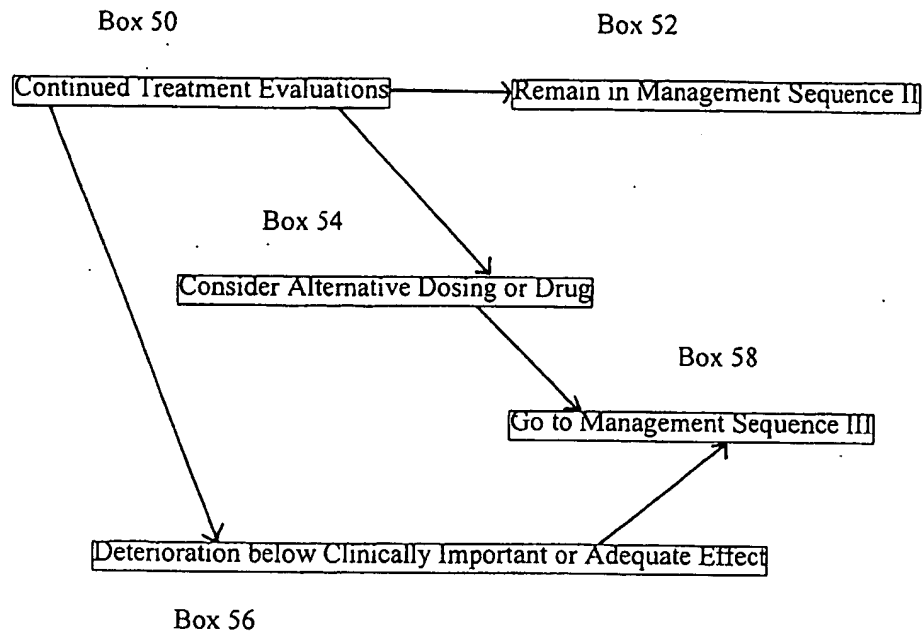 Box 50
Box 52
Continued Treatment Evaluations
Remain in Management Sequence II
Box 54
Consider Alternative Dosing or Drug
Box 58
Go to Management Sequence III
Deterioration below Clinically Important or Adequate Effect
Box 56